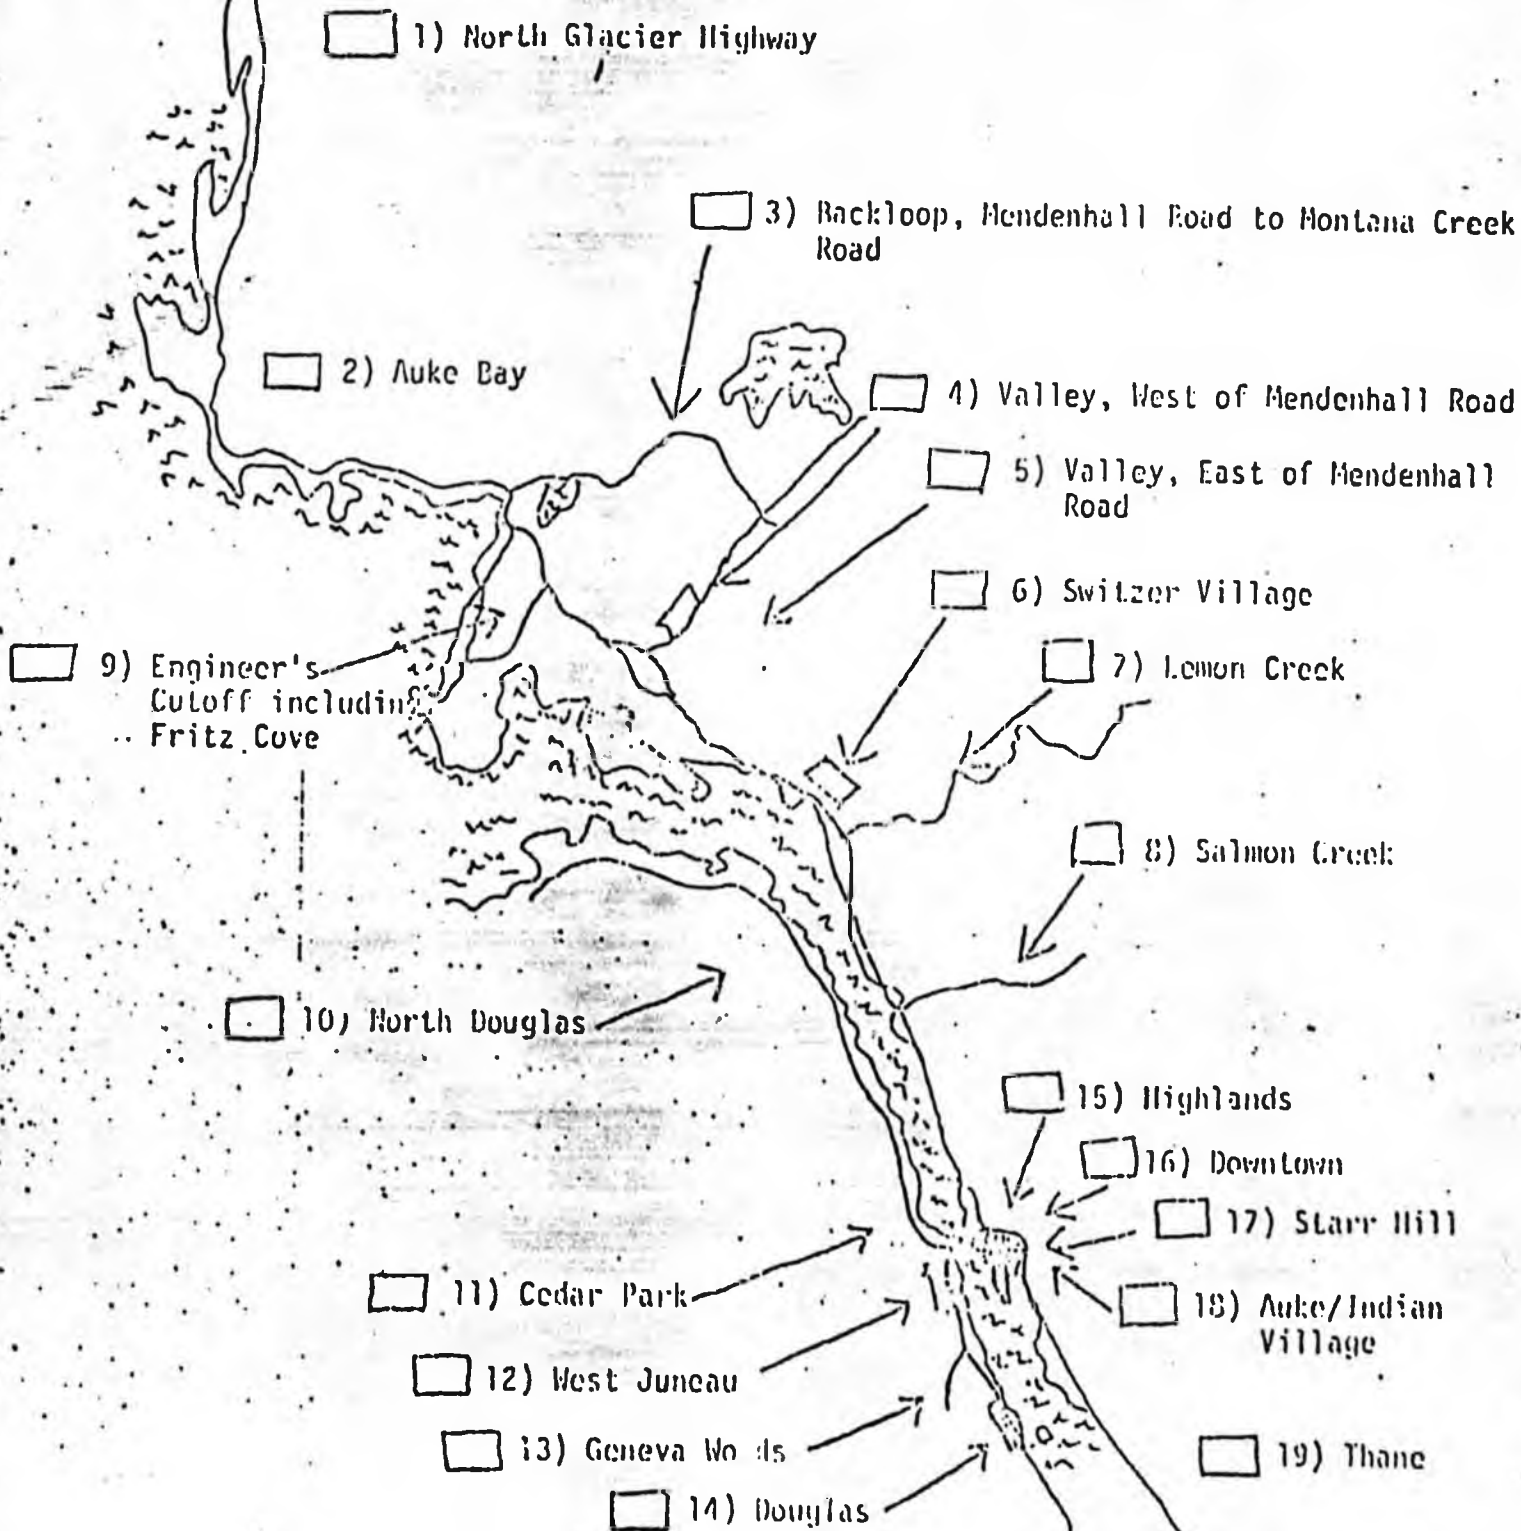 1) North Glacier Highway
3) Backloop, Mendenhall Road to Montana Creek
Road
2) Auke Bay
4) Valley, West of Mendenhall Road
5) Valley, East of Mendenhall
Road
6) Switzer Village
7) Lemon Creek
9) Engineer's
Cutoff including
Fritz Cove
8) Salmon Creek
10) North Douglas
15) Highlands
16) Downtown
17) Starr Hill
11) Cedar Park
18) Auke/Indian
Village
12) West Juneau
13) Geneva Woods
19) Thane
14) Douglas